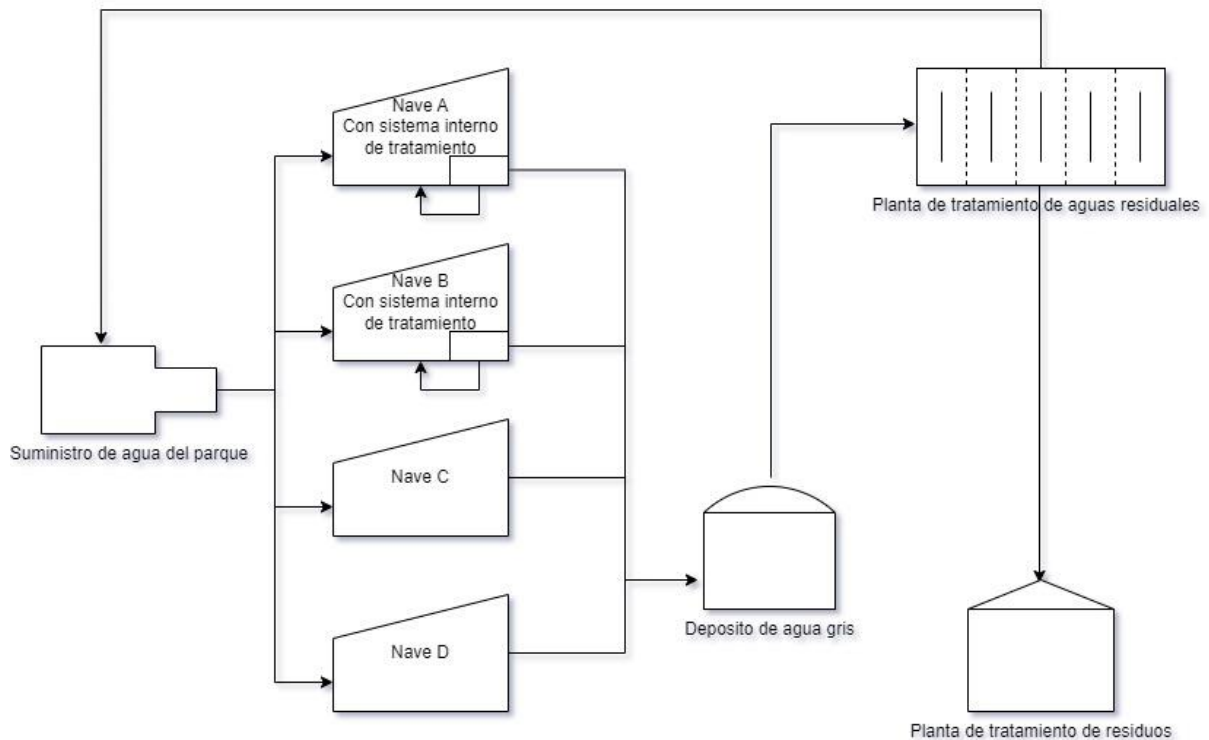 Nave A
Con sistema interno
de tratamiento
Planta de tratamiento de aguas residuales
Nave B
Con sistema interno
de tratamiento
Suministro de agua del parque
Nave C
Deposito de agua gris
Nave D
Planta de tratamiento de residuos